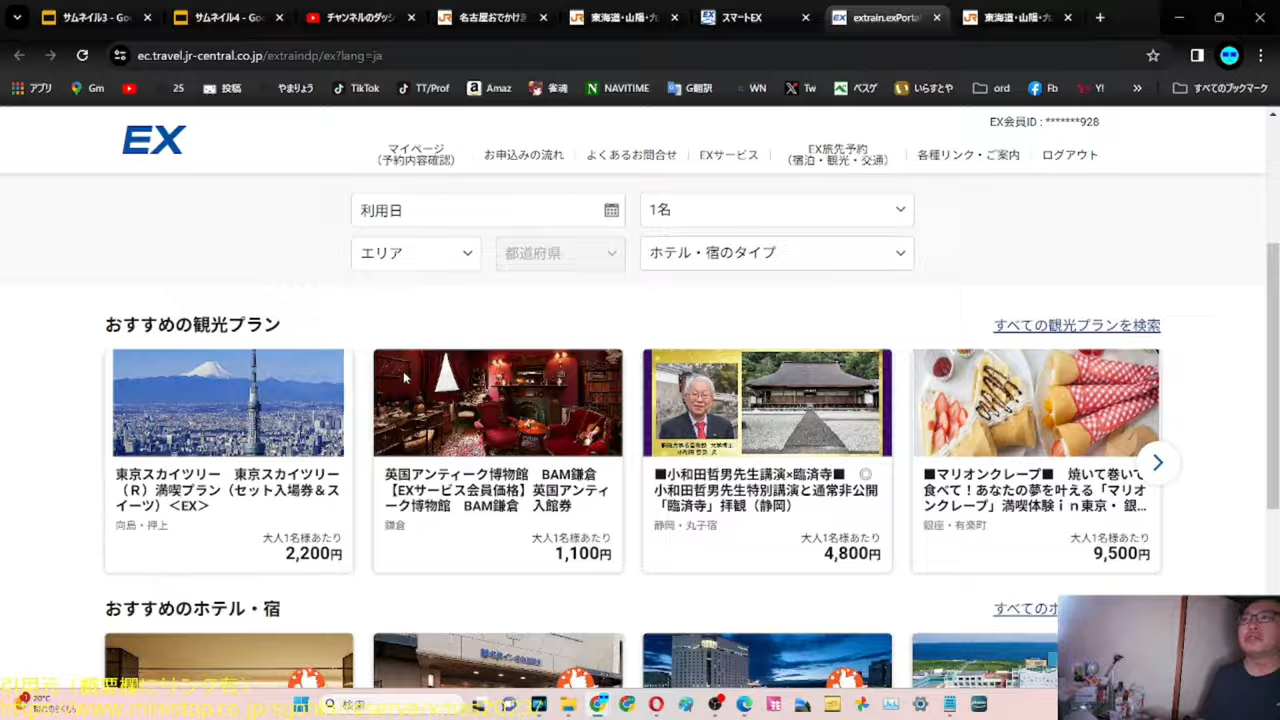 サムネイル3 - Go
サムネイル4 - Go
チャンネルのダッシ
名古屋おでかけき
東海道・山陽・九
スマートEX
extrain.exPortal
東海道・山陽・九
ec.travel.jr-central.co.jp/extraindp/ex?lang=ja
アプリ
Gm
25
投稿
やまりょう
TikTok
TT/Prof
Amaz
雀魂
NAVITIME
G翻訳
WN
Tw
ベスゲ
いらすとや
ord
Fb
Y!
すべてのブックマーク
EX
EX会員ID : *******928
マイページ
(予約内容確認)
お申込みの流れ
よくあるお問合せ
EXサービス
EX旅先予約
(宿泊・観光・交通)
各種リンク・ご案内
ログアウト
利用日
1名
エリア
都道府県
ホテル・宿のタイプ
おすすめの観光プラン
すべての観光プランを検索
東京スカイツリー　東京スカイツリー
(R)満喫プラン(セット入場券&ス
イーツ)<EX>
向島・押上
大人1名様あたり
2,200円
英国アンティーク博物館　BAM鎌倉
【EXサービス会員価格】英国アンティ
ーク博物館　BAM鎌倉　入館券
鎌倉
大人1名様あたり
1,100円
■小和田哲男先生講演×臨済寺■　◎
小和田哲男先生特別講演と通常非公開
「臨済寺」拝観(静岡)
静岡・丸子宿
大人1名様あたり
4,800円
■マリオンクレープ■　焼いて巻いて
食べて!あなたの夢を叶える「マリオ
ンクレープ」満喫体験in東京・ 銀...
銀座・有楽町
大人1名様あたり
9,500円
おすすめのホテル・宿
すべてのホ
引用元(概要欄にリンク有)
20°C
検索